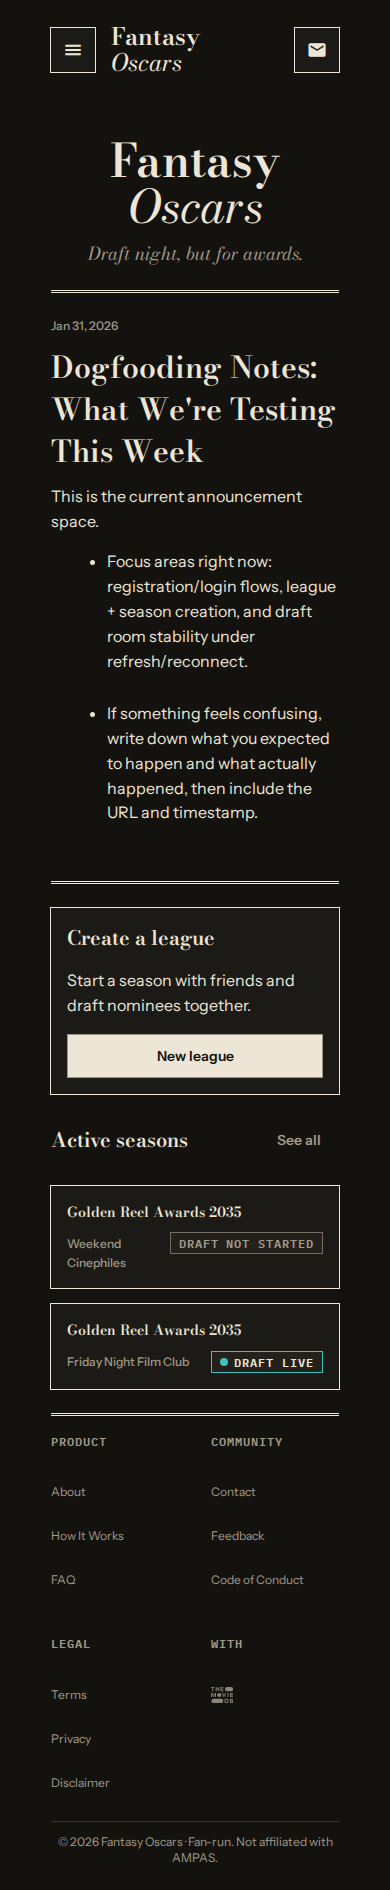 Fantasy
Oscars
Fantasy
Oscars
Draft night, but for awards.
Jan 31, 2026
Dogfooding Notes:
What We're Testing
This Week
This is the current announcement
space.
• Focus areas right now:
registration/login flows, league
+ season creation, and draft
room stability under
refresh/reconnect.
• If something feels confusing,
write down what you expected
to happen and what actually
happened, then include the
URL and timestamp.
Create a league
Start a season with friends and
draft nominees together.
New league
Active seasons
See all
Golden Reel Awards 2035
Weekend
Cinephiles
DRAFT NOT STARTED
Golden Reel Awards 2035
Friday Night Film Club
DRAFT LIVE
PRODUCT
About
How It Works
FAQ
COMMUNITY
Contact
Feedback
Code of Conduct
LEGAL
Terms
Privacy
Disclaimer
WITH
THE
MOVIE
DB
© 2026 Fantasy Oscars · Fan-run. Not affiliated with
AMPAS.